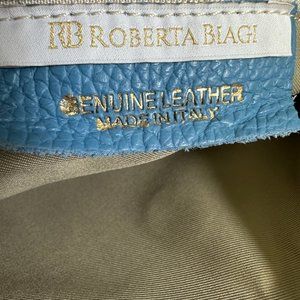 RB ROBERTA BIAGI
GENUINE LEATHER
MADE IN ITALY